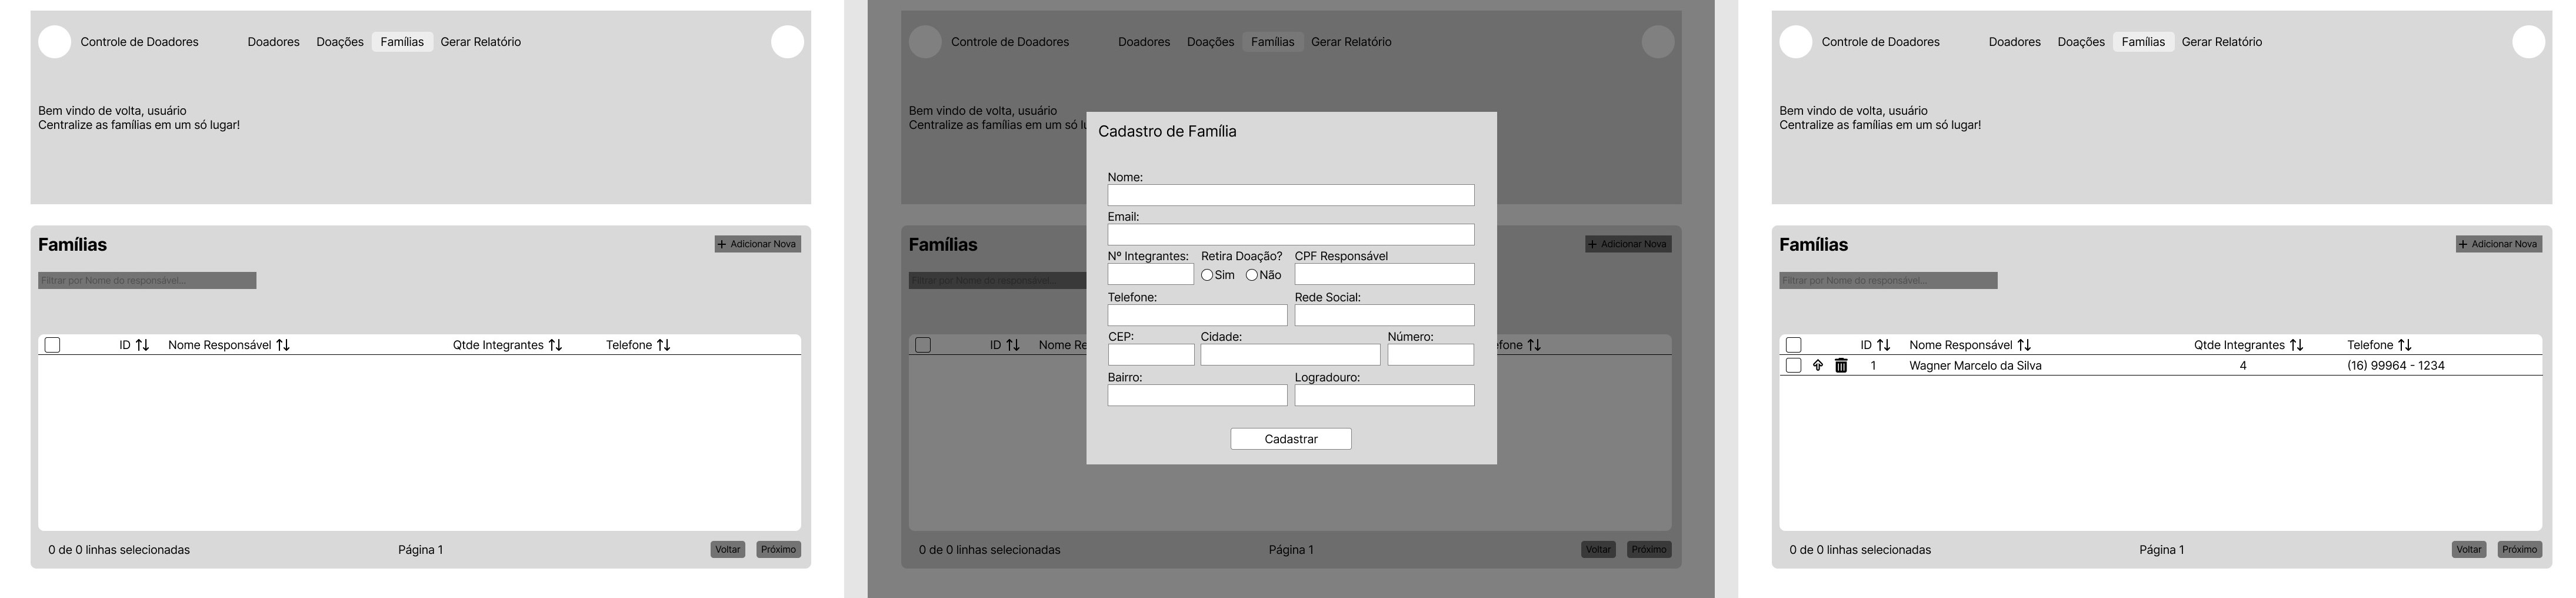 Controle de Doadores Doadores Doações Famílias Gerar Relatório
Bem vindo de volta, usuário
Centralize as famílias em um só lugar!
Famílias
+ Adicionar Nova
Filtrar por Nome do responsável...
ID ↑↓ Nome Responsável ↑↓ Qtde Integrantes ↑↓ Telefone ↑↓
0 de 0 linhas selecionadas Página 1 Voltar Próximo
Controle de Doadores Doadores Doações Famílias Gerar Relatório
Bem vindo de volta, usuário
Centralize as famílias em um só lu
Famílias
+ Adicionar Nova
Filtrar por Nome do responsável...
ID ↑↓ Nome Re efone ↑↓
0 de 0 linhas selecionadas Página 1 Voltar Próximo
Cadastro de Família
Nome:
Email:
Nº Integrantes: Retira Doação? CPF Responsável
Sim Não
Telefone: Rede Social:
CEP: Cidade: Número:
Bairro: Logradouro:
Cadastrar
Controle de Doadores Doadores Doações Famílias Gerar Relatório
Bem vindo de volta, usuário
Centralize as famílias em um só lugar!
Famílias
+ Adicionar Nova
Filtrar por Nome do responsável...
ID ↑↓ Nome Responsável ↑↓ Qtde Integrantes ↑↓ Telefone ↑↓
1 Wagner Marcelo da Silva 4 (16) 99964 - 1234
0 de 0 linhas selecionadas Página 1 Voltar Próximo